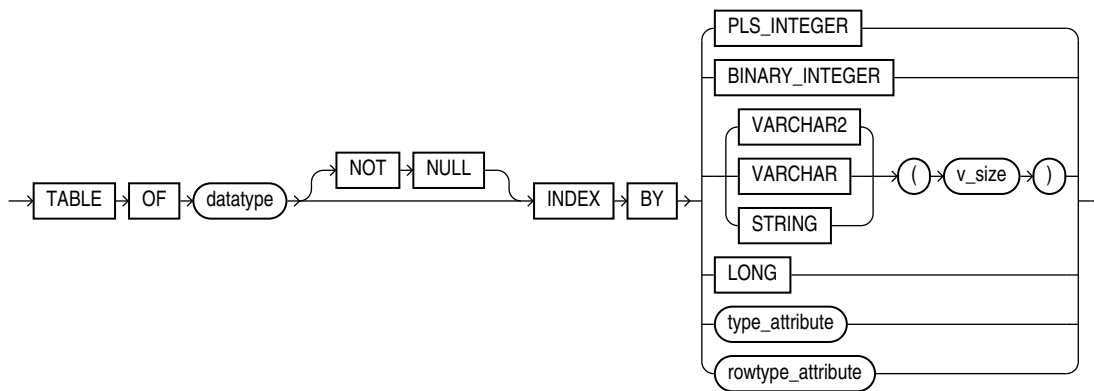 PLS_INTEGER
BINARY_INTEGER
VARCHAR2
NOT NULL VARCHAR ( v_size )
TABLE OF datatype INDEX BY
STRING
LONG
type_attribute
rowtype_attribute